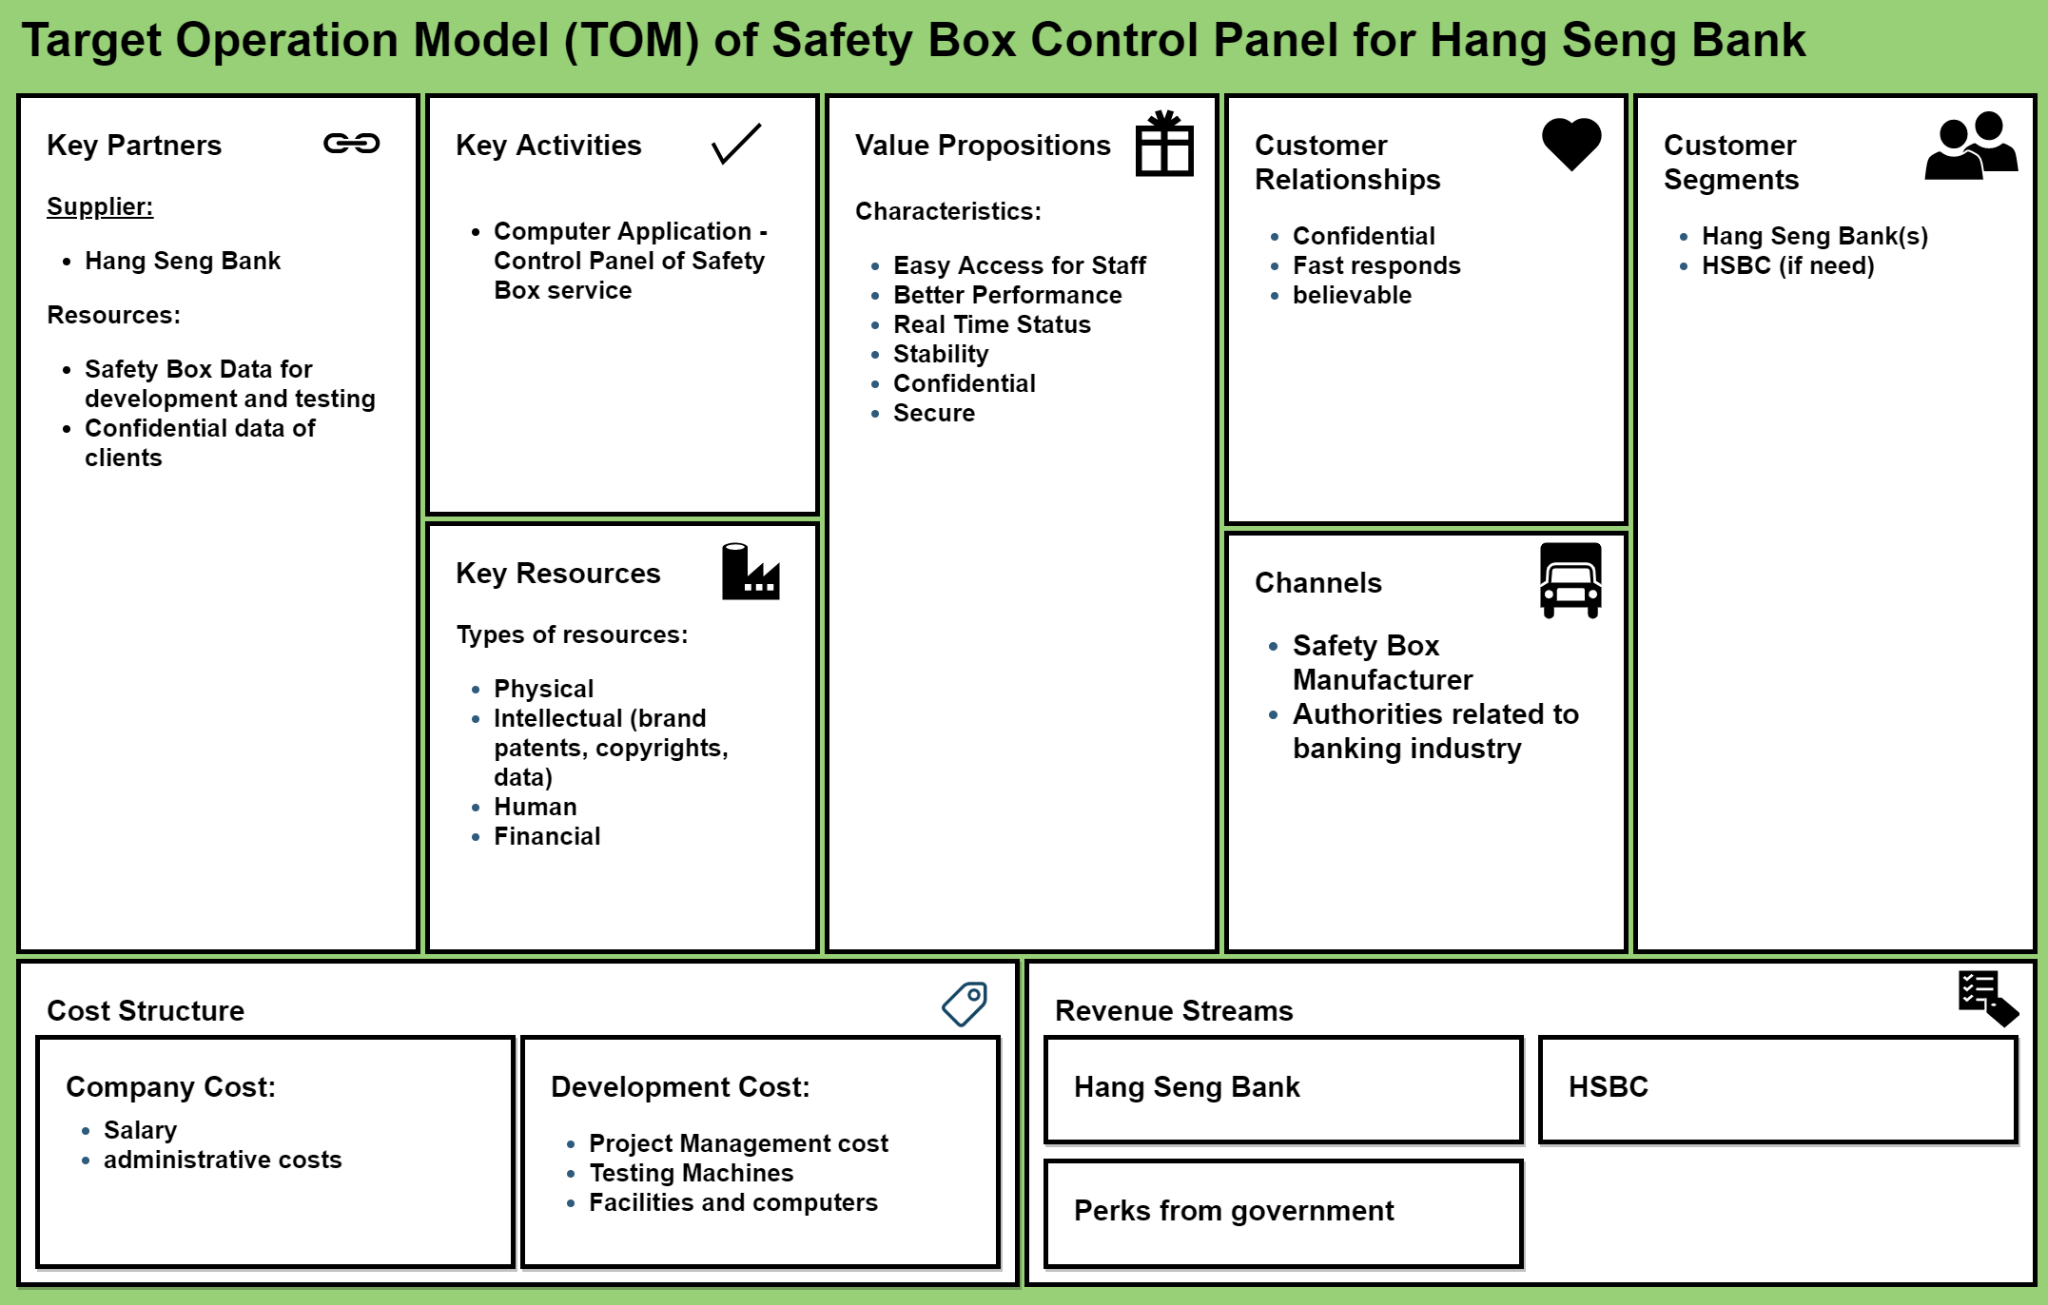 Target Operation Model (TOM) of Safety Box Control Panel for Hang Seng Bank
Key Partners
Supplier:
Hang Seng Bank
Resources:
Safety Box Data for
development and testing
Confidential data of
clients
Key Activities
Computer Application -
Control Panel of Safety
Box service
Key Resources
Types of resources:
Physical
Intellectual (brand
patents, copyrights,
data)
Human
Financial
Value Propositions
Characteristics:
Easy Access for Staff
Better Performance
Real Time Status
Stability
Confidential
Secure
Customer
Relationships
Confidential
Fast responds
believable
Channels
Safety Box
Manufacturer
Authorities related to
banking industry
Customer
Segments
Hang Seng Bank(s)
HSBC (if need)
Cost Structure
Company Cost:
Salary
administrative costs
Development Cost:
Project Management cost
Testing Machines
Facilities and computers
Revenue Streams
Hang Seng Bank
HSBC
Perks from government